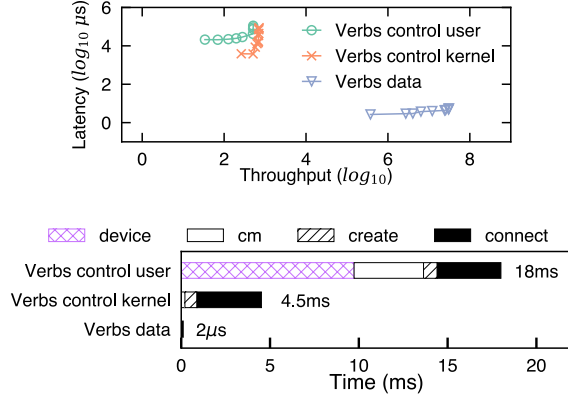 6
4
2
0
Latency (log₁₀ μs)
Verbs control user
Verbs control kernel
Verbs data
0 2 4 6 8
Throughput (log₁₀)
device cm create connect
Verbs control user 18ms
Verbs control kernel 4.5ms
Verbs data 2μs
0 5 10 15 20
Time (ms)